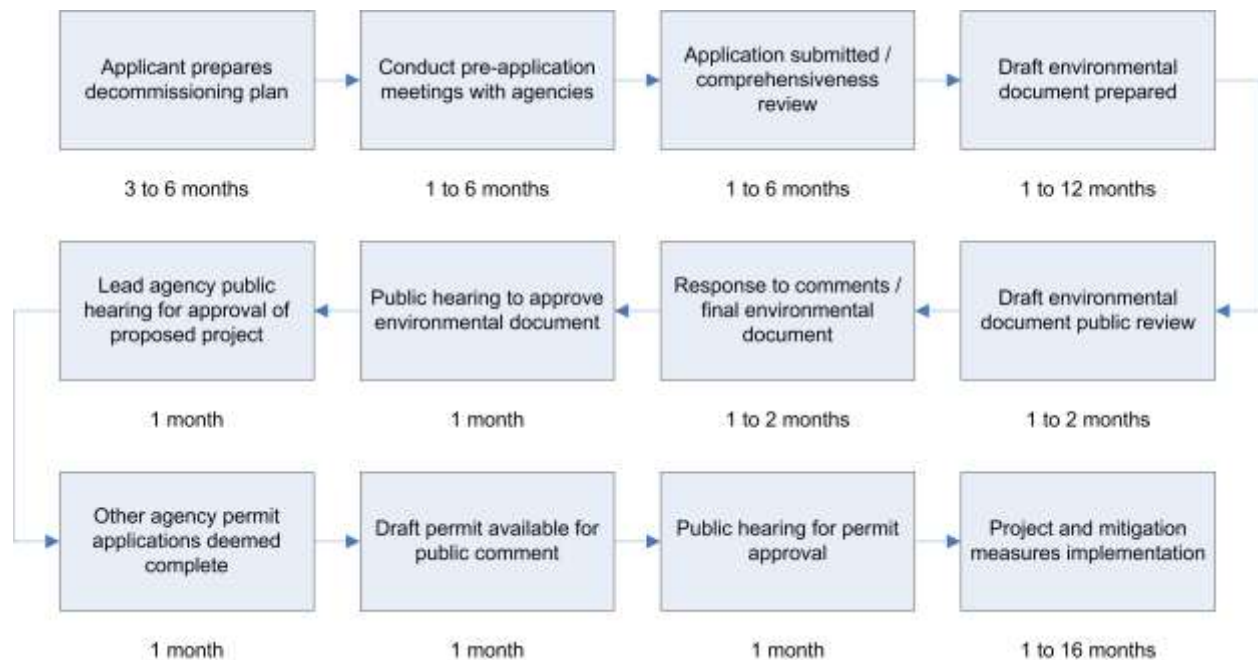 Applicant prepares
decommissioning plan
3 to 6 months
Conduct pre-application
meetings with agencies
1 to 6 months
Application submitted /
comprehensiveness
review
1 to 6 months
Draft environmental
document prepared
1 to 12 months
Draft environmental
document public review
1 to 2 months
Response to comments /
final environmental
document
1 to 2 months
Public hearing to approve
environmental document
1 month
Lead agency public
hearing for approval of
proposed project
1 month
Other agency permit
applications deemed
complete
1 month
Draft permit available for
public comment
1 month
Public hearing for permit
approval
1 month
Project and mitigation
measures implementation
1 to 16 months